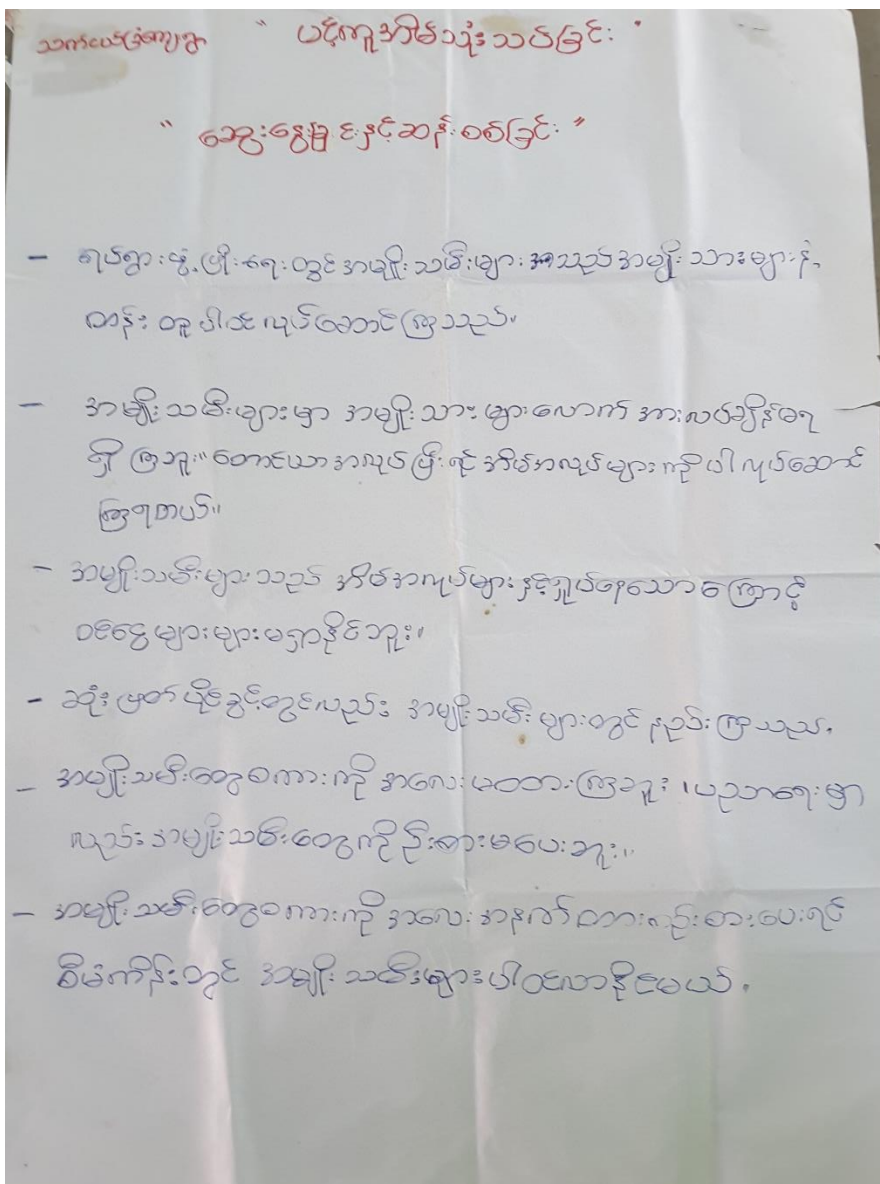 သက်ငယ်ခြုံကျေးရွာ " ပင့်ကူအိမ်သုံးသပ်ခြင်း "
" ဆွေးနွေးခြင်းနှင့်ဆန်းစစ်ခြင်း "
- ရပ်ရွာဖွံ့ဖြိုးရေးတွင် အမျိုးသမီးများသည် အမျိုးသားများနဲ့
တန်းတူပါဝင်လုပ်ဆောင်ကြသည်။
- အမျိုးသမီးများမှာ အမျိုးသားများလောက် အားလပ်ချိန်မရ
ရှိကြဘူး။ တောင်ယာအလုပ်ပြီးရင် အိမ်အလုပ်များကိုပါလုပ်ဆောင်
ကြရတယ်။
- အမျိုးသမီးများသည် အိမ်အလုပ်များနှင့်ရှုပ်နေသောကြောင့်
ဝင်ငွေများများမရှာနိုင်ဘူး။
- ဆုံးဖြတ်ပိုင်ခွင့်တွင်လည်း အမျိုးသမီးများတွင် နည်းကြသည်။
- အမျိုးသမီးတွေစကားကို အလေးမထားကြဘူး ၊ ပညာရေးမှာ
လည်း အမျိုးသမီးတွေကိုဦးစားမပေးဘူး။
- အမျိုးသမီးတွေစကားကို အလေးအနက်ထားဦးစားပေးရင်
စီမံကိန်းတွင် အမျိုးသမီးများပါဝင်လာနိုင်မယ်။